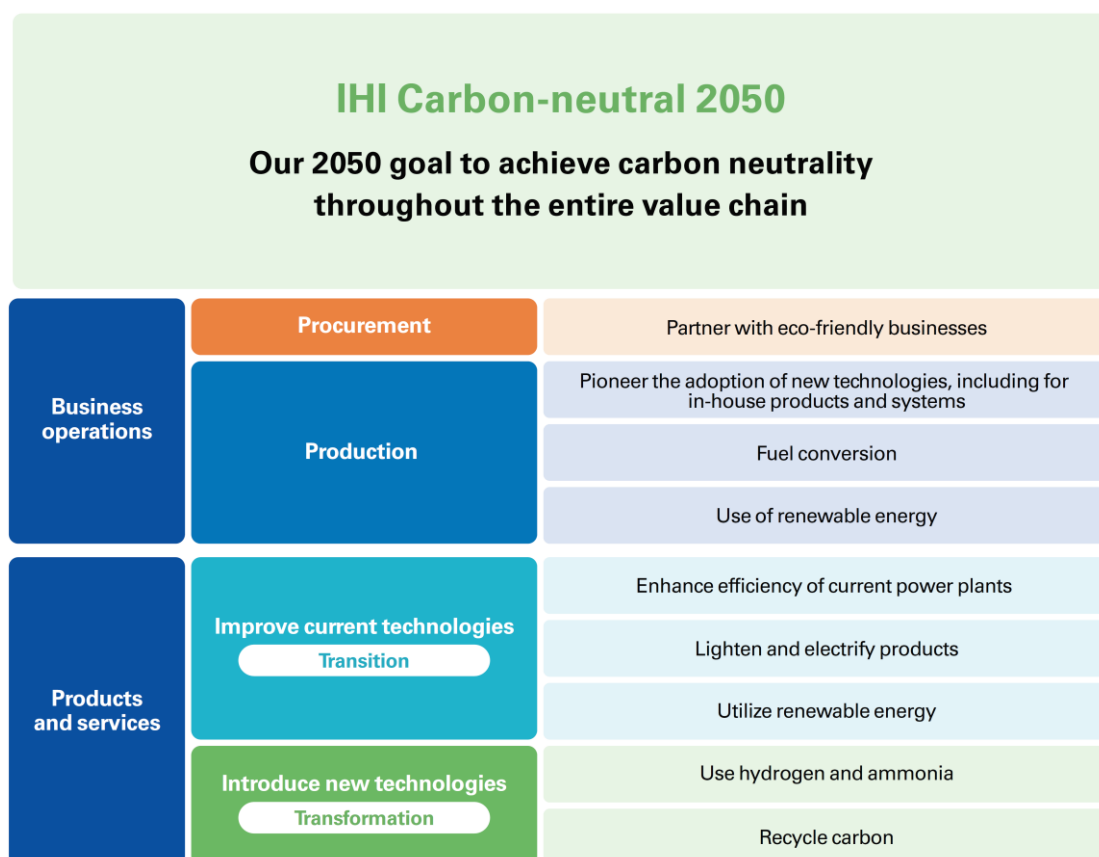 IHI Carbon-neutral 2050
Our 2050 goal to achieve carbon neutrality
throughout the entire value chain
Business
operations
Procurement
Partner with eco-friendly businesses
Production
Pioneer the adoption of new technologies, including for
in-house products and systems
Fuel conversion
Use of renewable energy
Products
and services
Improve current technologies
Transition
Enhance efficiency of current power plants
Lighten and electrify products
Utilize renewable energy
Introduce new technologies
Transformation
Use hydrogen and ammonia
Recycle carbon